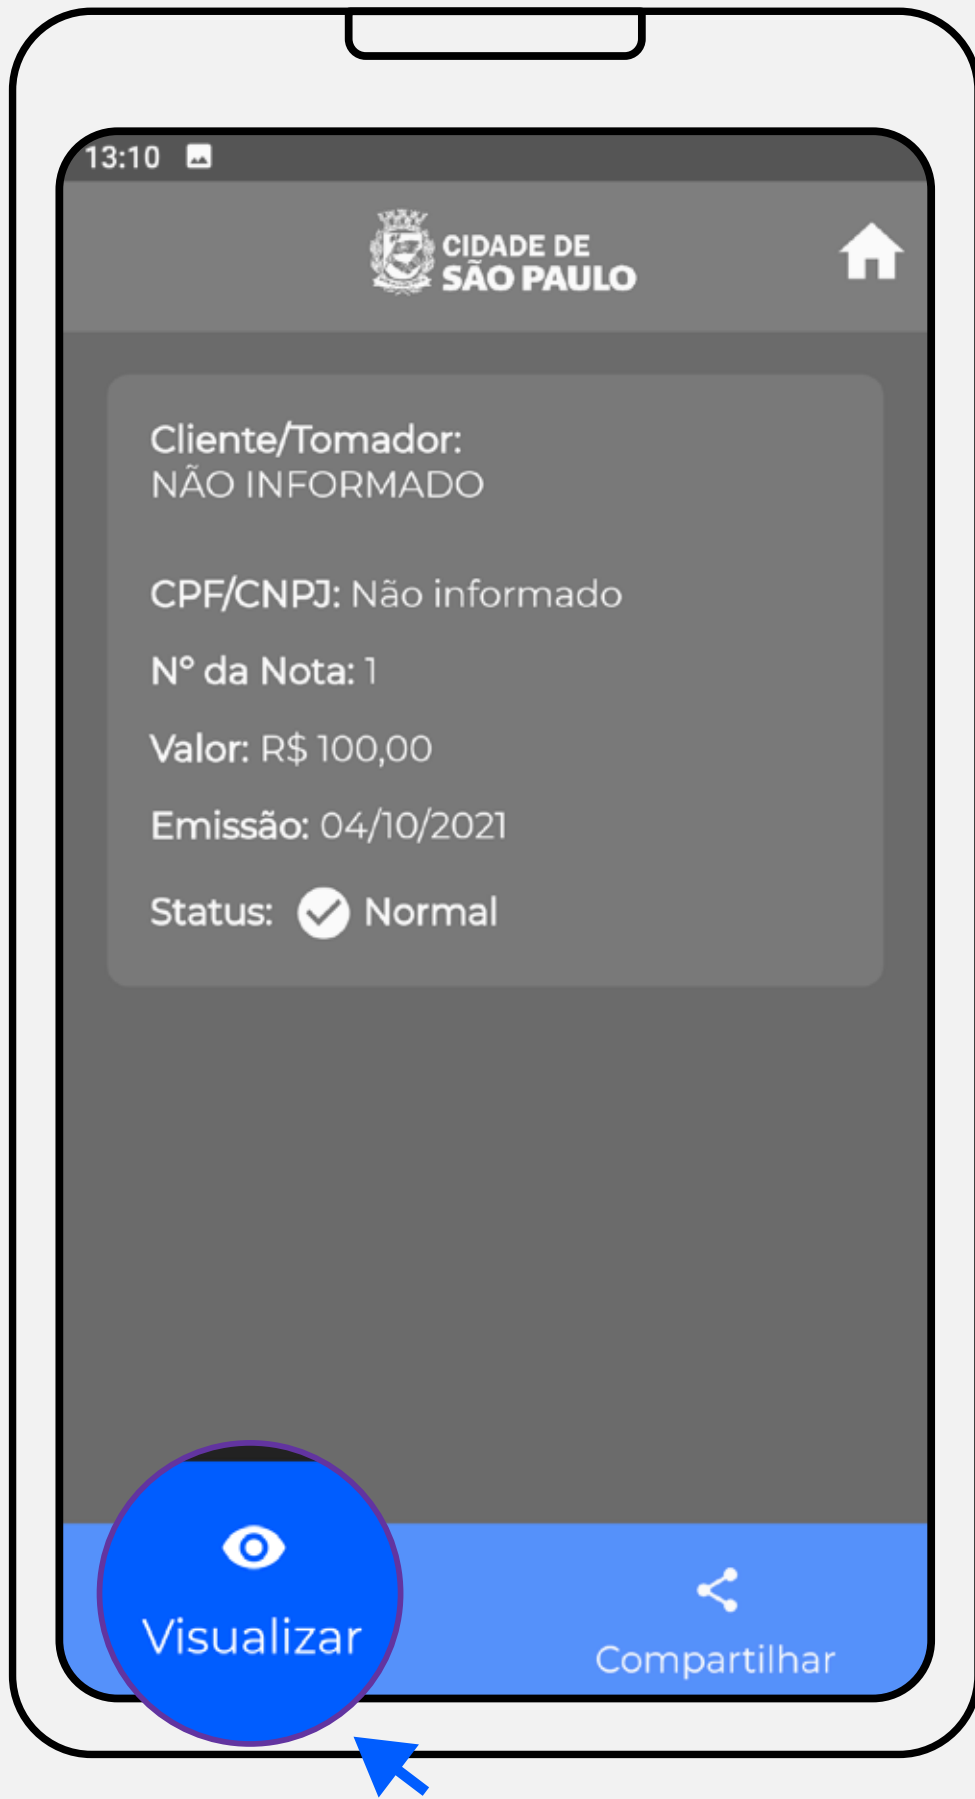 13:10
CIDADE DE
SÃO PAULO
Cliente/Tomador:
NÃO INFORMADO
CPF/CNPJ: Não informado
Nº da Nota: 1
Valor: R$ 100,00
Emissão: 04/10/2021
Status: Normal
Visualizar
Compartilhar